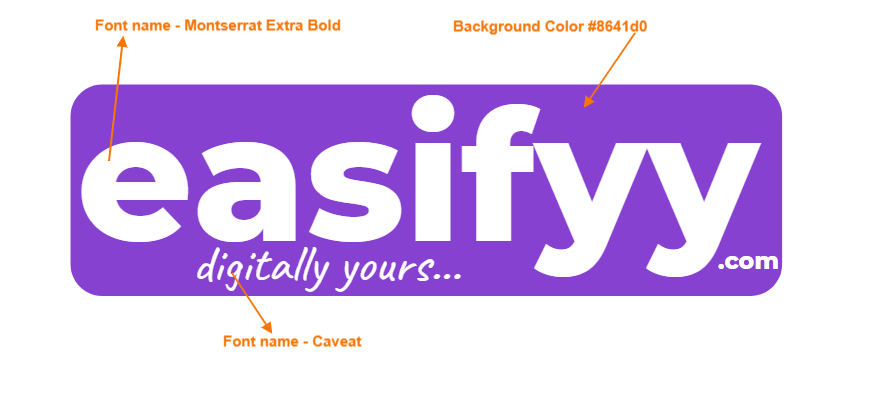 Font name - Montserrat Extra Bold
Background Color #8641d0
easifyy
.com
digitally yours...
Font name - Caveat